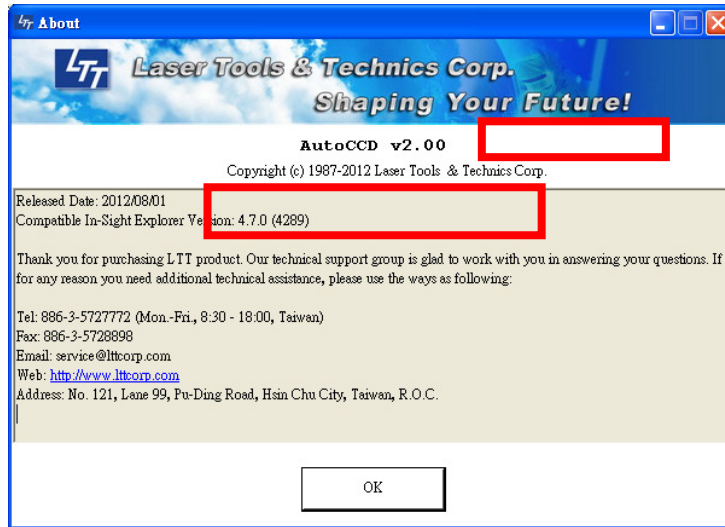 LTT About
LTT Laser Tools & Technics Corp.
Shaping Your Future!
AutoCCD v2.00
Copyright (c) 1987-2012 Laser Tools & Technics Corp.
Released Date: 2012/08/01
Compatible In-Sight Explorer Version: 4.7.0 (4289)
Thank you for purchasing LTT product. Our technical support group is glad to work with you in answering your questions. If
for any reason you need additional technical assistance, please use the ways as following:
Tel: 886-3-5727772 (Mon.-Fri., 8:30 - 18:00, Taiwan)
Fax: 886-3-5728898
Email: service@lttcorp.com
Web: http://www.lttcorp.com
Address: No. 121, Lane 99, Pu-Ding Road, Hsin Chu City, Taiwan, R.O.C.
OK